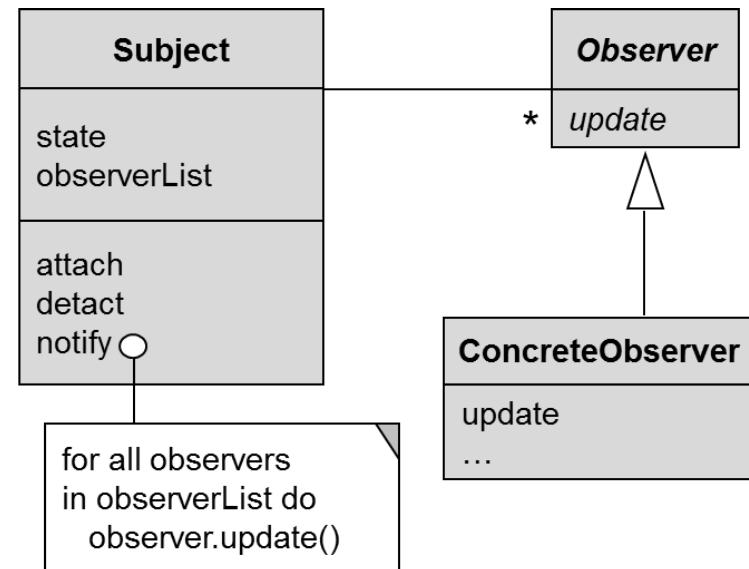 Subject
state
observerList
attach
detact
notify
for all observers
in observerList do
observer.update()
Observer
*
update
ConcreteObserver
update
…